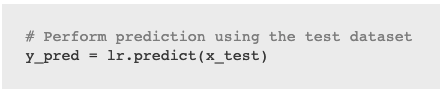 # Perform prediction using the test dataset
y_pred = lr.predict(x_test)